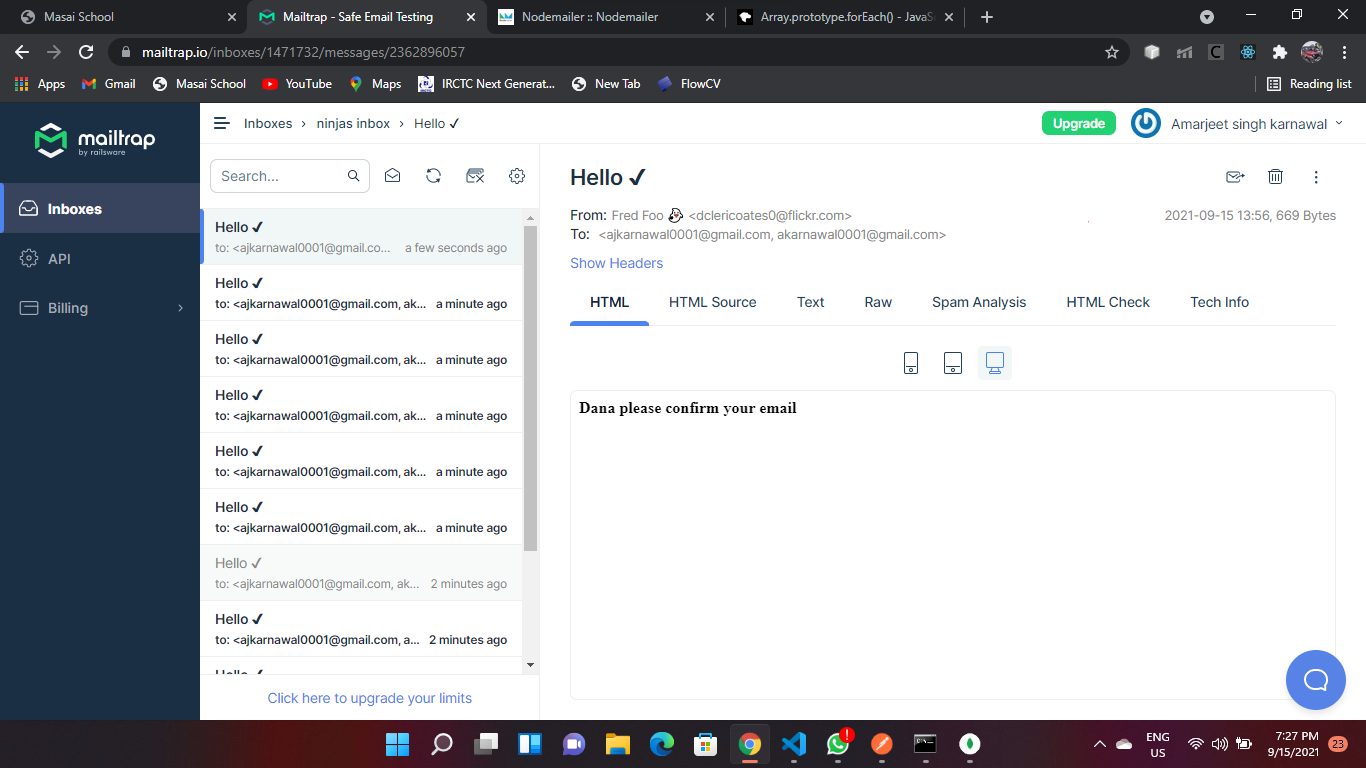 Masai School
Mailtrap - Safe Email Testing
Nodemailer :: Nodemailer
Array.prototype.forEach() - JavaSc
mailtrap.io/inboxes/1471732/messages/2362896057
Apps
Gmail
Masai School
YouTube
Maps
IRCTC Next Generat...
New Tab
FlowCV
Reading list
mailtrap
by railsware
Inboxes
API
Billing
Inboxes › ninjas inbox › Hello ✔
Upgrade
Amarjeet singh karnawal
Search...
Hello ✔
to: <ajkarnawal0001@gmail.co... a few seconds ago
Hello ✔
to: <ajkarnawal0001@gmail.com, ak... a minute ago
Hello ✔
to: <ajkarnawal0001@gmail.com, ak... a minute ago
Hello ✔
to: <ajkarnawal0001@gmail.com, ak... a minute ago
Hello ✔
to: <ajkarnawal0001@gmail.com, ak... a minute ago
Hello ✔
to: <ajkarnawal0001@gmail.com, ak... a minute ago
Hello ✔
to: <ajkarnawal0001@gmail.com, ak... 2 minutes ago
Hello ✔
to: <ajkarnawal0001@gmail.com, a... 2 minutes ago
Hello ✔
Click here to upgrade your limits
Hello ✔
From: Fred Foo 👻 <dclericoates0@flickr.com>
2021-09-15 13:56, 669 Bytes
To: <ajkarnawal0001@gmail.com, akarnawal0001@gmail.com>
Show Headers
HTML
HTML Source
Text
Raw
Spam Analysis
HTML Check
Tech Info
Dana please confirm your email
ENG
US
7:27 PM
9/15/2021
23